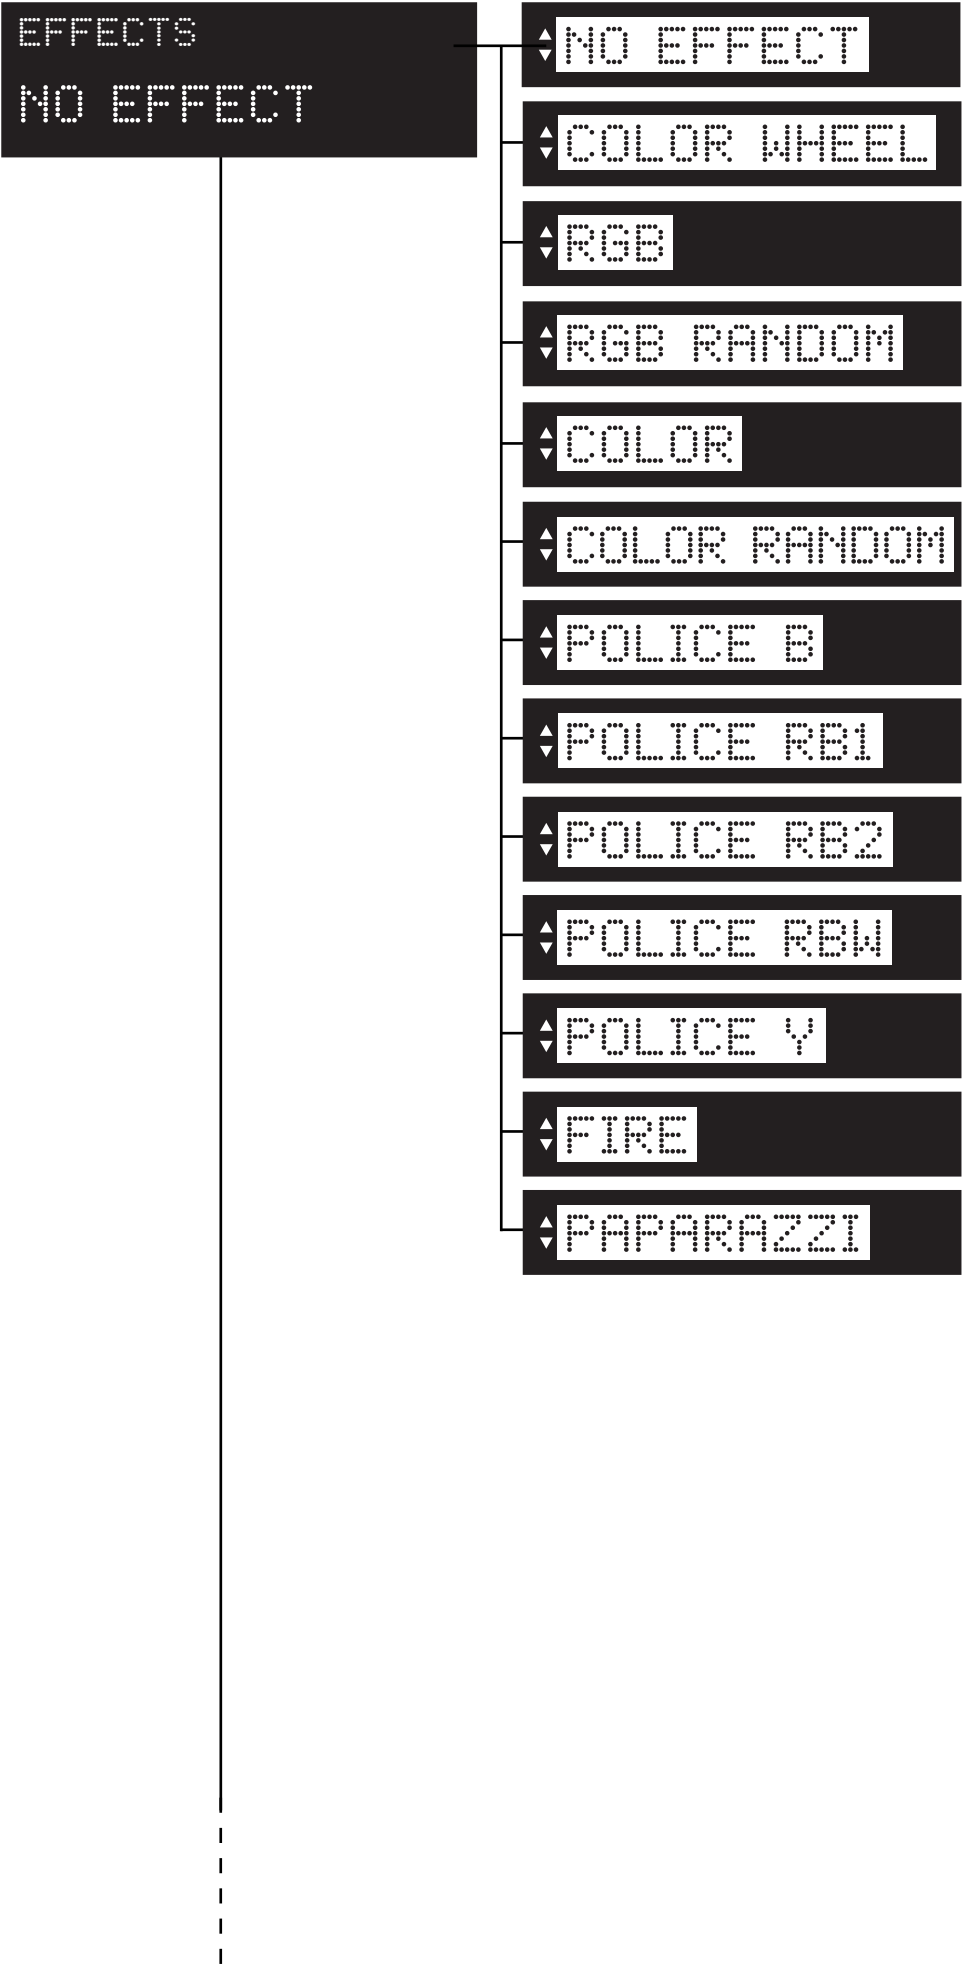 EFFECTS
NO EFFECT
NO EFFECT
COLOR WHEEL
RGB
RGB RANDOM
COLOR
COLOR RANDOM
POLICE B
POLICE RB1
POLICE RB2
POLICE RBW
POLICE Y
FIRE
PAPARAZZI